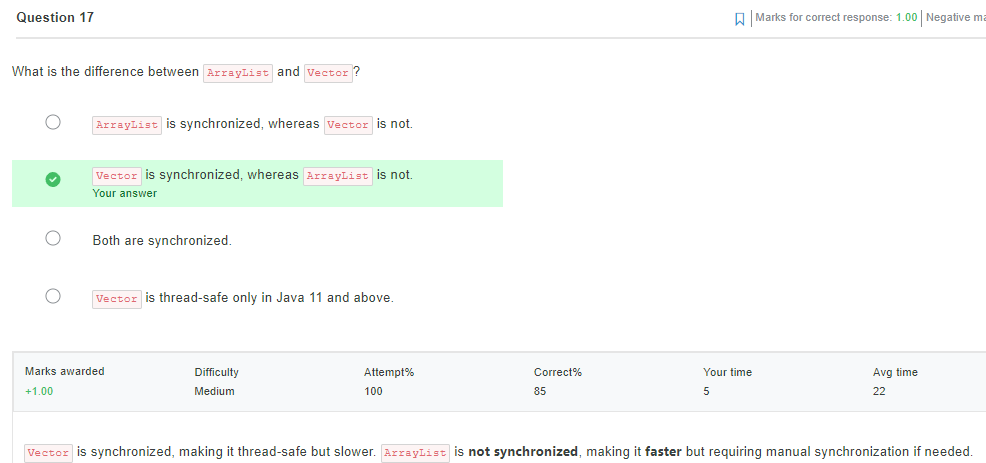 Question 17
Marks for correct response: 1.00 Negative
What is the difference between ArrayList and Vector?
ArrayList is synchronized, whereas Vector is not.
Vector is synchronized, whereas ArrayList is not.
Your answer
Both are synchronized.
Vector is thread-safe only in Java 11 and above.
Marks awarded Difficulty Attempt% Correct% Your time Avg time
+1.00 Medium 100 85 5 22
Vector is synchronized, making it thread-safe but slower. ArrayList is not synchronized, making it faster but requiring manual synchronization if needed.